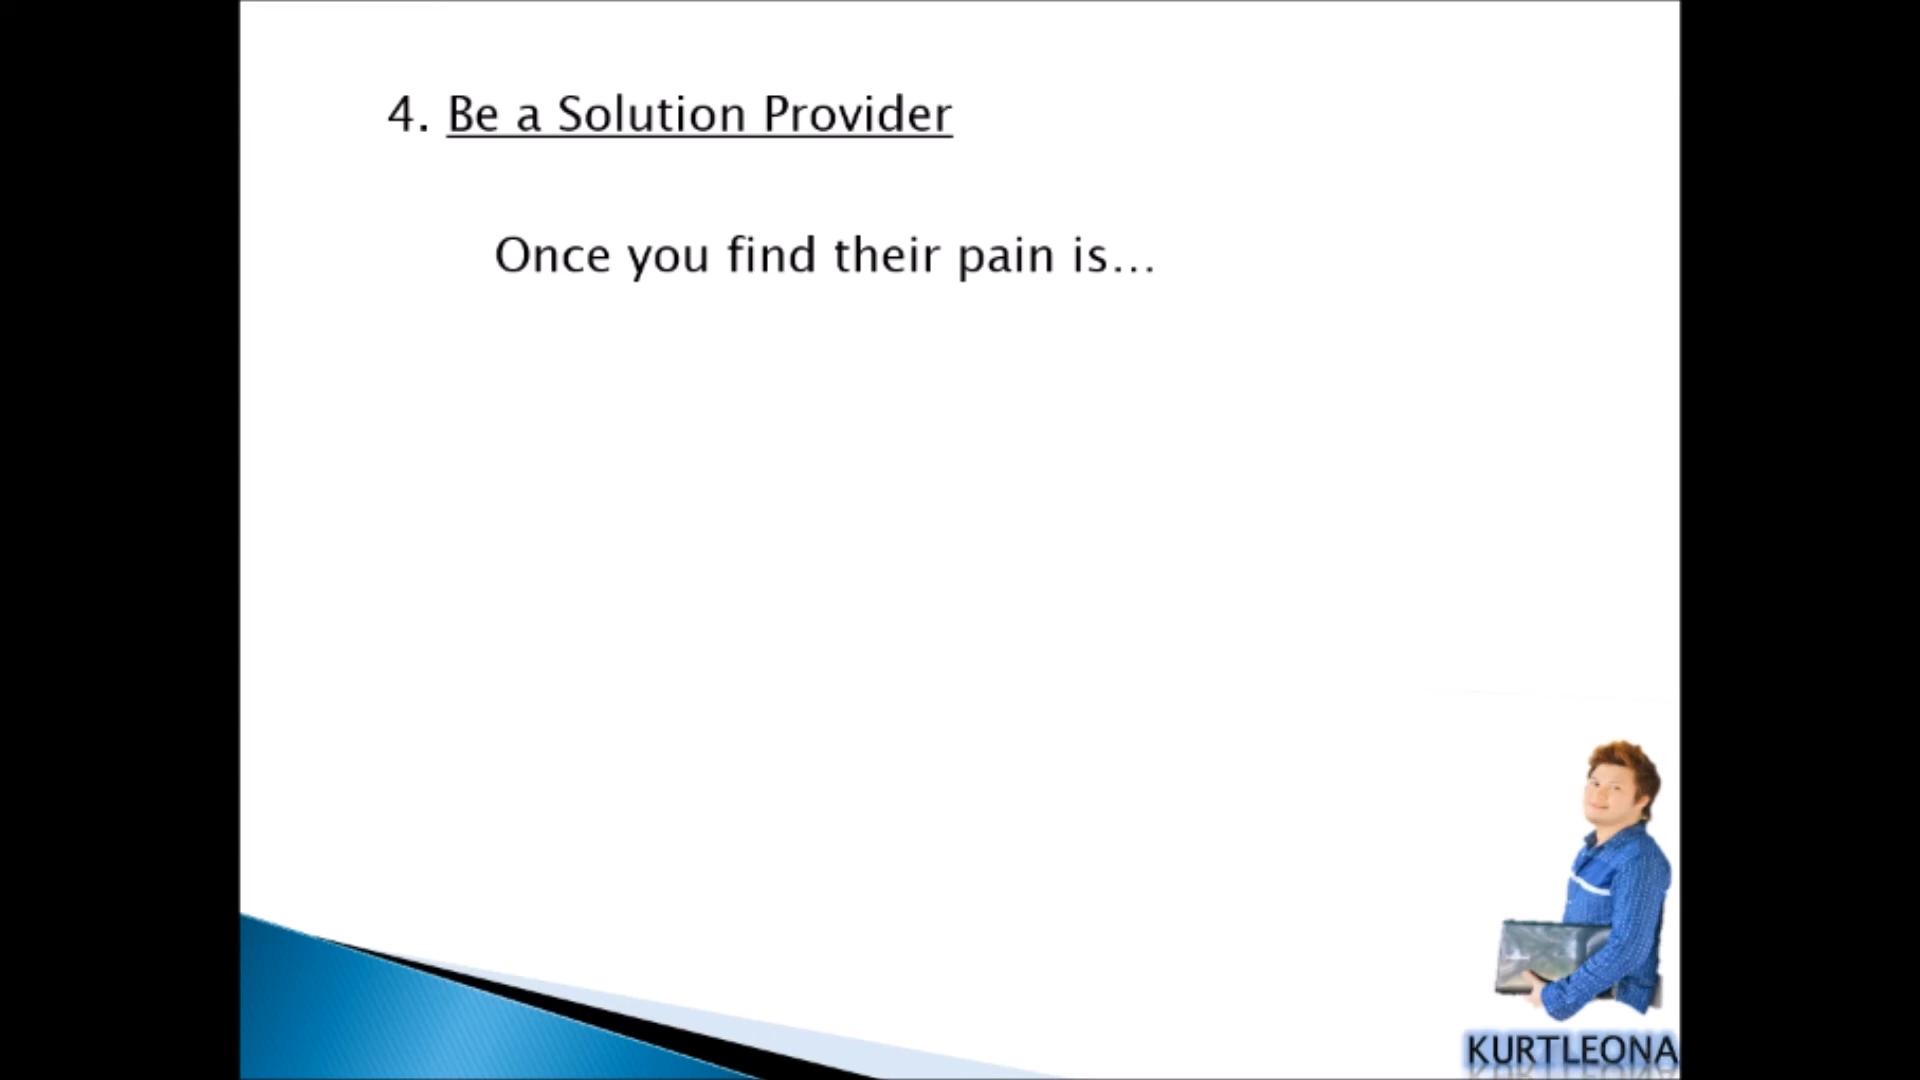 4. Be a Solution Provider
Once you find their pain is...
KURTLEONA